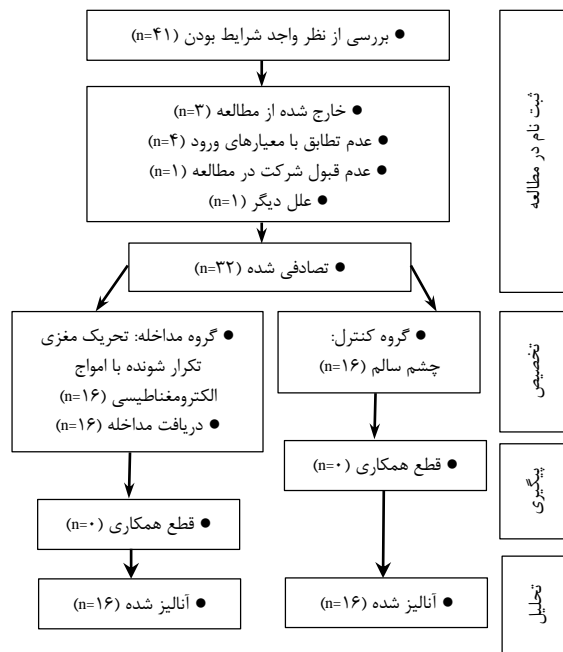 ● بررسی از نظر واجد شرایط بودن (n=۴۱)
● خارج شده از مطالعه (n=۳)
● عدم تطابق با معیارهای ورود (n=۴)
● عدم قبول شرکت در مطالعه (n=۱)
● علل دیگر (n=۱)
ثبت نام در مطالعه
● تصادفی شده (n=۳۲)
● گروه کنترل:
چشم سالم (n=۱۶)
● گروه مداخله: تحریک مغزی
تکرار شونده با امواج
الکترومغناطیسی (n=۱۶)
● دریافت مداخله (n=۱۶)
تخصیص
● قطع همکاری (n=۰)
● قطع همکاری (n=۰)
پیگیری
● آنالیز شده (n=۱۶)
● آنالیز شده (n=۱۶)
تحلیل